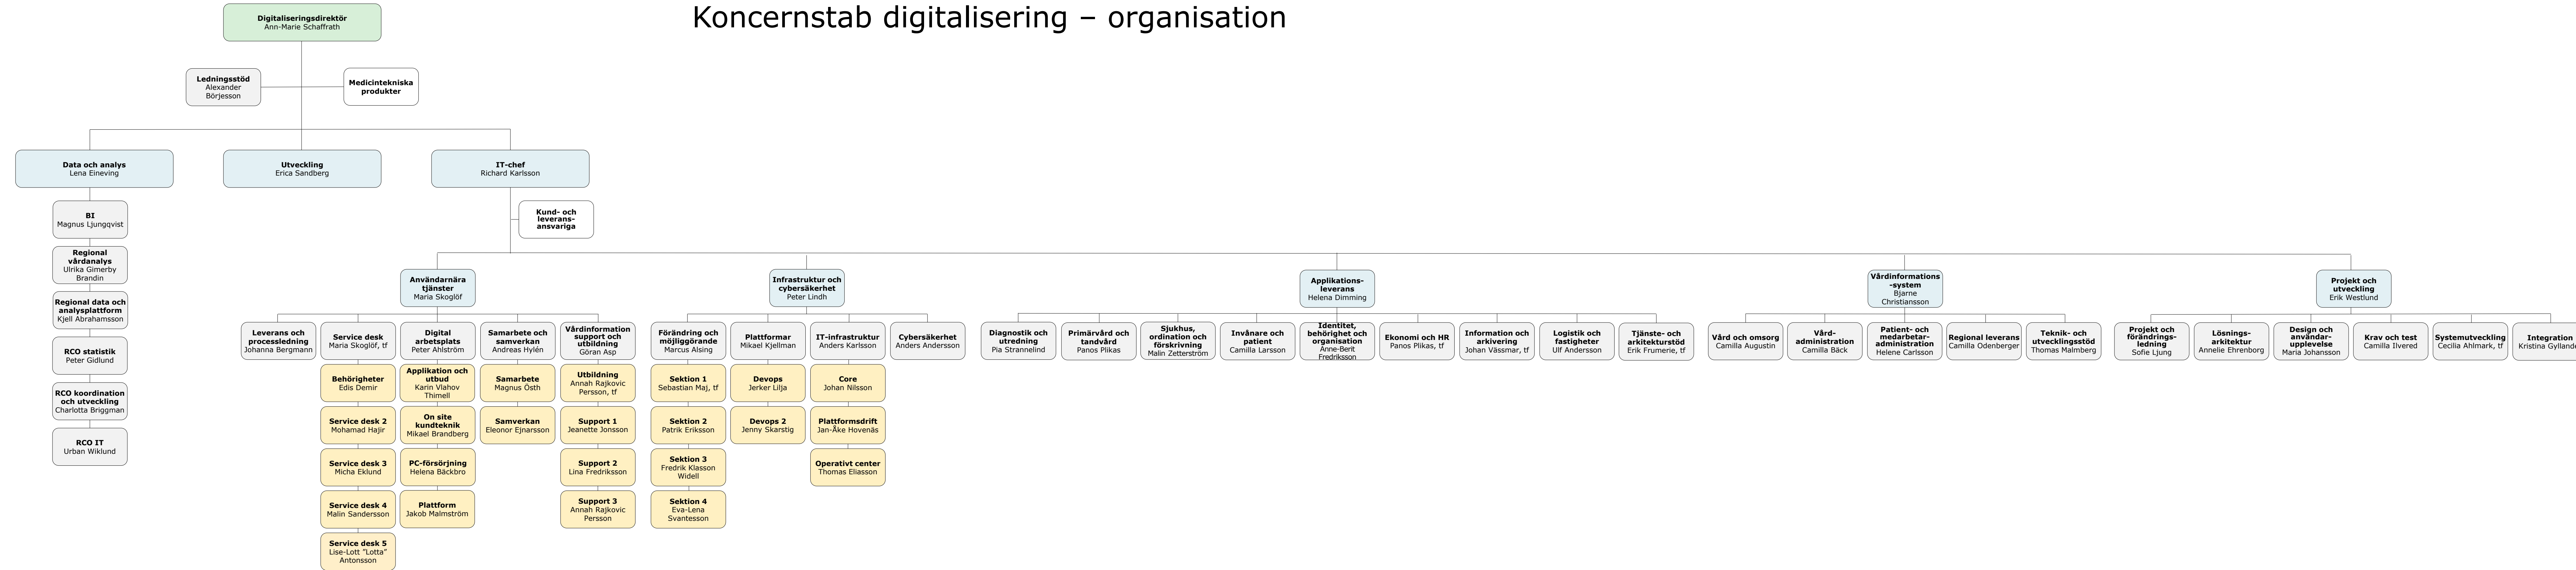 Koncernstab digitalisering – organisation
Digitaliseringsdirektör
Ann-Marie Schaffrath
Ledningsstöd
Alexander
Börjesson
Medicintekniska
produkter
Data och analys
Lena Eineving
Utveckling
Erica Sandberg
IT-chef
Richard Karlsson
Kund- och
leverans-
ansvariga
BI
Magnus Ljungqvist
Regional
vårdanalys
Ulrika Gimerby
Brandin
Regional data och
analysplattform
Kjell Abrahamsson
RCO statistik
Peter Gidlund
RCO koordination
och utveckling
Charlotta Briggman
RCO IT
Urban Wiklund
Användarnära
tjänster
Maria Skoglöf
Leverans och
processledning
Johanna Bergmann
Service desk
Maria Skoglöf, tf
Behörigheter
Edis Demir
Service desk 2
Mohamad Hajir
Service desk 3
Micha Eklund
Service desk 4
Malin Sandersson
Service desk 5
Lise-Lott ”Lotta”
Antonsson
Digital
arbetsplats
Peter Ahlström
Applikation och
utbud
Karin Vlahov
Thimell
On site
kundteknik
Mikael Brandberg
PC-försörjning
Helena Bäckbro
Plattform
Jakob Malmström
Samarbete och
samverkan
Andreas Hylén
Samarbete
Magnus Östh
Samverkan
Eleonor Ejnarsson
Vårdinformation
support och
utbildning
Göran Asp
Utbildning
Annah Rajkovic
Persson, tf
Support 1
Jeanette Jonsson
Support 2
Lina Fredriksson
Support 3
Annah Rajkovic
Persson
Infrastruktur och
cybersäkerhet
Peter Lindh
Förändring och
möjliggörande
Marcus Alsing
Sektion 1
Sebastian Maj, tf
Sektion 2
Patrik Eriksson
Sektion 3
Fredrik Klasson
Widell
Sektion 4
Eva-Lena
Svantesson
Plattformar
Mikael Kjellman
Devops
Jerker Lilja
Devops 2
Jenny Skarstig
IT-infrastruktur
Anders Karlsson
Core
Johan Nilsson
Plattformsdrift
Jan-Åke Hovenäs
Operativt center
Thomas Eliasson
Cybersäkerhet
Anders Andersson
Applikations-
leverans
Helena Dimming
Diagnostik och
utredning
Pia Strannelind
Primärvård och
tandvård
Panos Plikas
Sjukhus,
ordination och
förskrivning
Malin Zetterström
Invånare och
patient
Camilla Larsson
Identitet,
behörighet och
organisation
Anne-Berit
Fredriksson
Ekonomi och HR
Panos Plikas, tf
Information och
arkivering
Johan Vässmar, tf
Logistik och
fastigheter
Ulf Andersson
Tjänste- och
arkitekturstöd
Erik Frumerie, tf
Vårdinformations
-system
Bjarne
Christiansson
Vård och omsorg
Camilla Augustin
Vård-
administration
Camilla Bäck
Patient- och
medarbetar-
administration
Helene Carlsson
Regional leverans
Camilla Odenberger
Teknik- och
utvecklingsstöd
Thomas Malmberg
Projekt och
utveckling
Erik Westlund
Projekt och
förändrings-
ledning
Sofie Ljung
Lösnings-
arkitektur
Annelie Ehrenborg
Design och
användar-
upplevelse
Maria Johansson
Krav och test
Camilla Ilvered
Systemutveckling
Cecilia Ahlmark, tf
Integration
Kristina